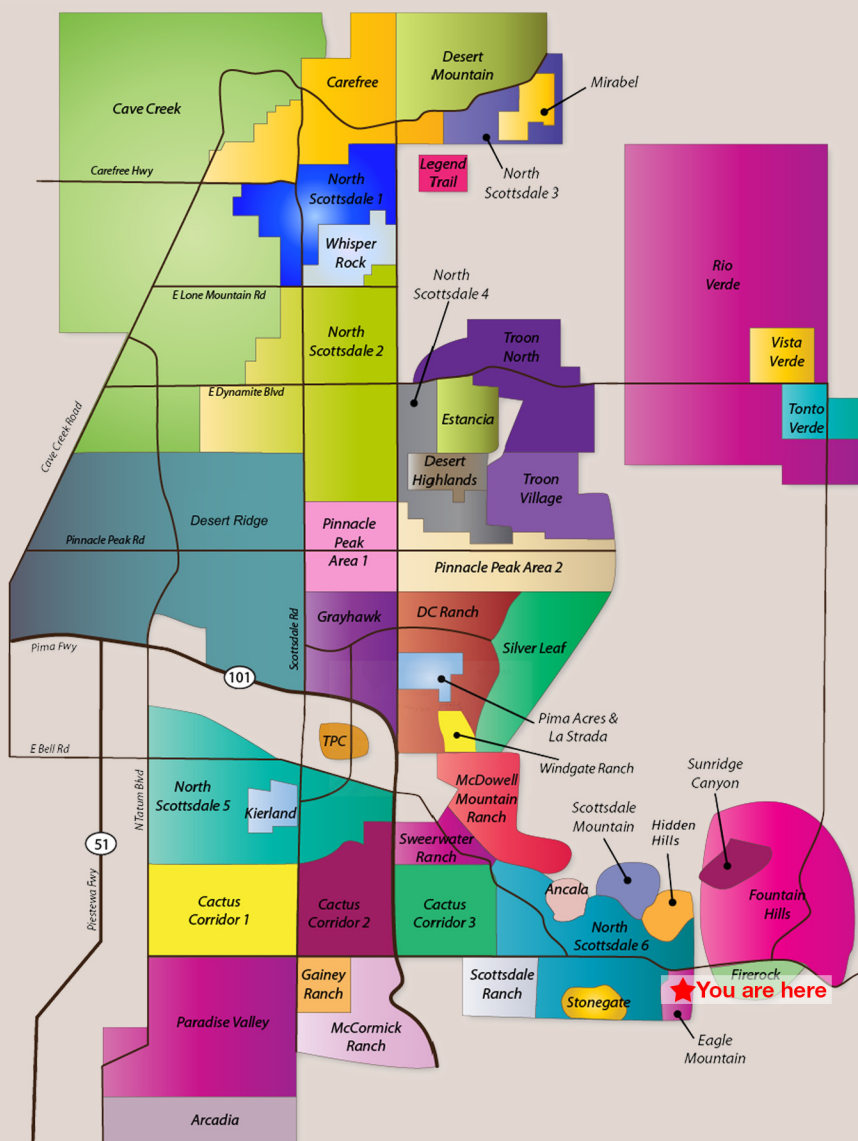 Cave Creek
Carefree
Desert
Mountain
Mirabel
Carefree Hwy
North
Scottsdale 1
Legend
Trail
North
Scottsdale 3
Whisper
Rock
Rio
Verde
E Lone Mountain Rd
North
Scottsdale 4
North
Scottsdale 2
Troon
North
Vista
Verde
E Dynamite Blvd
Cave Creek Road
Estancia
Tonto
Verde
Desert
Highlands
Troon
Village
Desert Ridge
Pinnacle
Peak
Area 1
Pinnacle Peak Rd
Pinnacle Peak Area 2
Scottsdale Rd
Grayhawk
DC Ranch
Silver Leaf
Pima Fwy
101
Pima Acres &
La Strada
TPC
E Bell Rd
Windgate Ranch
N Tatum Blvd
North
Scottsdale 5
Kierland
McDowell
Mountain
Ranch
Sunridge
Canyon
Scottsdale
Mountain
Hidden
Hills
51
Piestewa Fwy
Sweerwater
Ranch
Cactus
Corridor 1
Cactus
Corridor 2
Cactus
Corridor 3
Ancala
North
Scottsdale 6
Fountain
Hills
Gainey
Ranch
Scottsdale
Ranch
Stonegate
Firerock
You are here
Paradise Valley
McCormick
Ranch
Eagle
Mountain
Arcadia